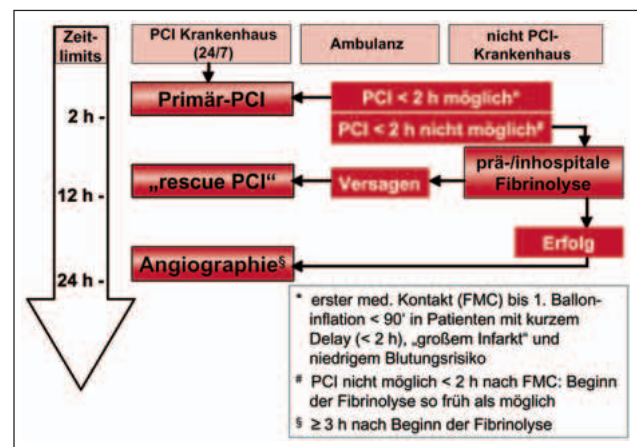 Zeit-
limits
PCI Krankenhaus
(24/7)
Ambulanz
nicht PCI-
Krankenhaus
Primär-PCI
PCI < 2 h möglich*
2 h -
PCI < 2 h nicht möglich#
prä-/inhospitale
Fibrinolyse
„rescue PCI“
Versagen
12 h -
Erfolg
Angiographie§
24 h -
* erster med. Kontakt (FMC) bis 1. Ballon-
inflation < 90' in Patienten mit kurzem
Delay (< 2 h), „großem Infarkt“ und
niedrigem Blutungsrisiko
# PCI nicht möglich < 2 h nach FMC: Beginn
der Fibrinolyse so früh als möglich
§ ≥ 3 h nach Beginn der Fibrinolyse